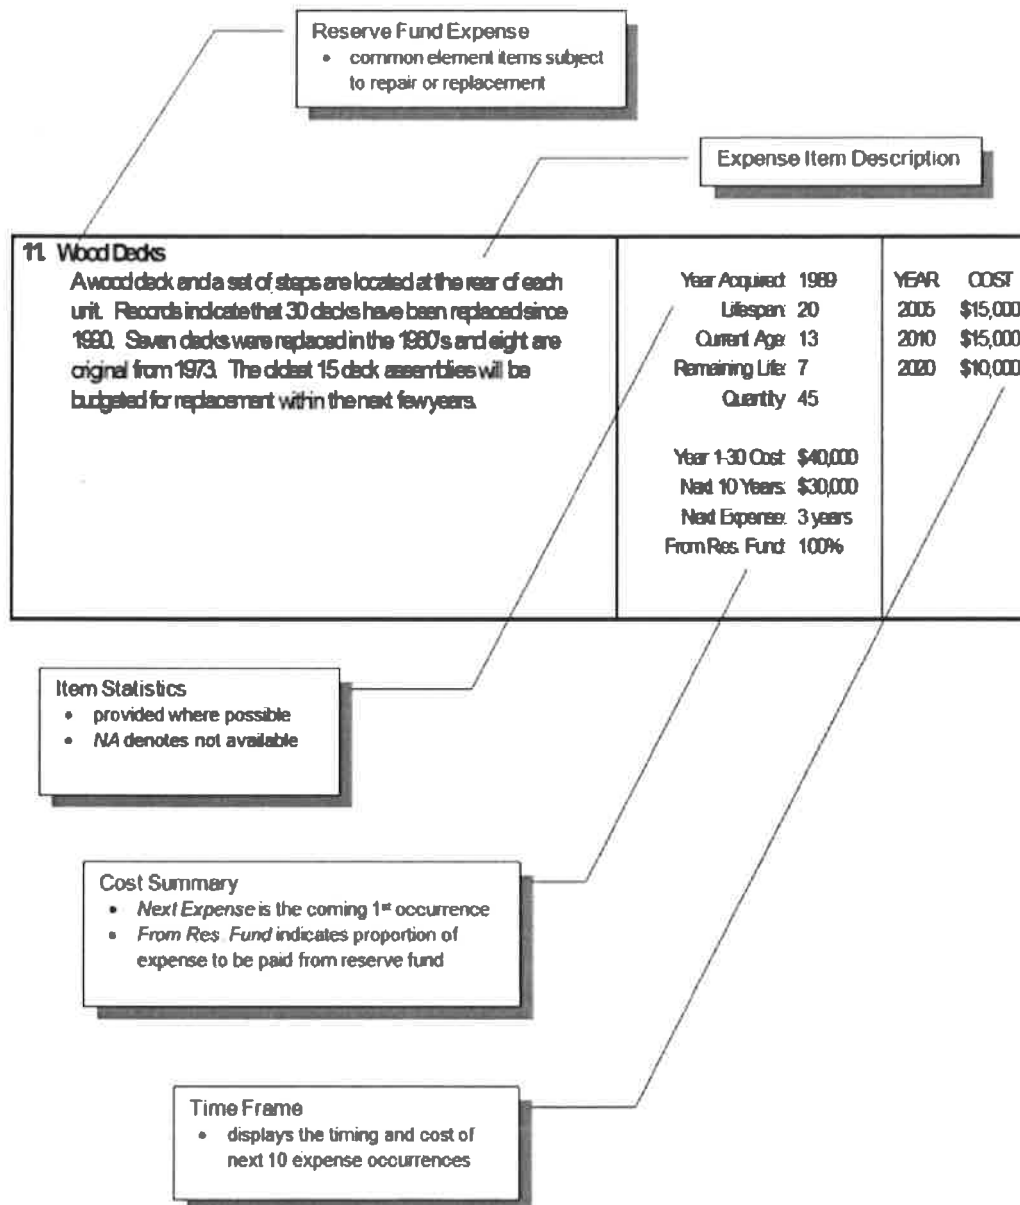 Reserve Fund Expense
• common element items subject
to repair or replacement
Expense Item Description
11. Wood Decks
A wood deck and a set of steps are located at the rear of each
unit. Records indicate that 30 decks have been replaced since
1990. Seven decks were replaced in the 1980's and eight are
original from 1973. The oldest 15 deck assemblies will be
budgeted for replacement within the next few years.
Year Acquired: 1989
Lifespan: 20
Current Age: 13
Remaining Life: 7
Quantity 45
Year 1-30 Cost: $40,000
Next 10 Years: $30,000
Next Expense: 3 years
From Res. Fund: 100%
YEAR COST
2005 $15,000
2010 $15,000
2020 $10,000
Item Statistics
• provided where possible
• NA denotes not available
Cost Summary
• Next Expense is the coming 1st occurrence
• From Res. Fund indicates proportion of
expense to be paid from reserve fund
Time Frame
• displays the timing and cost of
next 10 expense occurrences